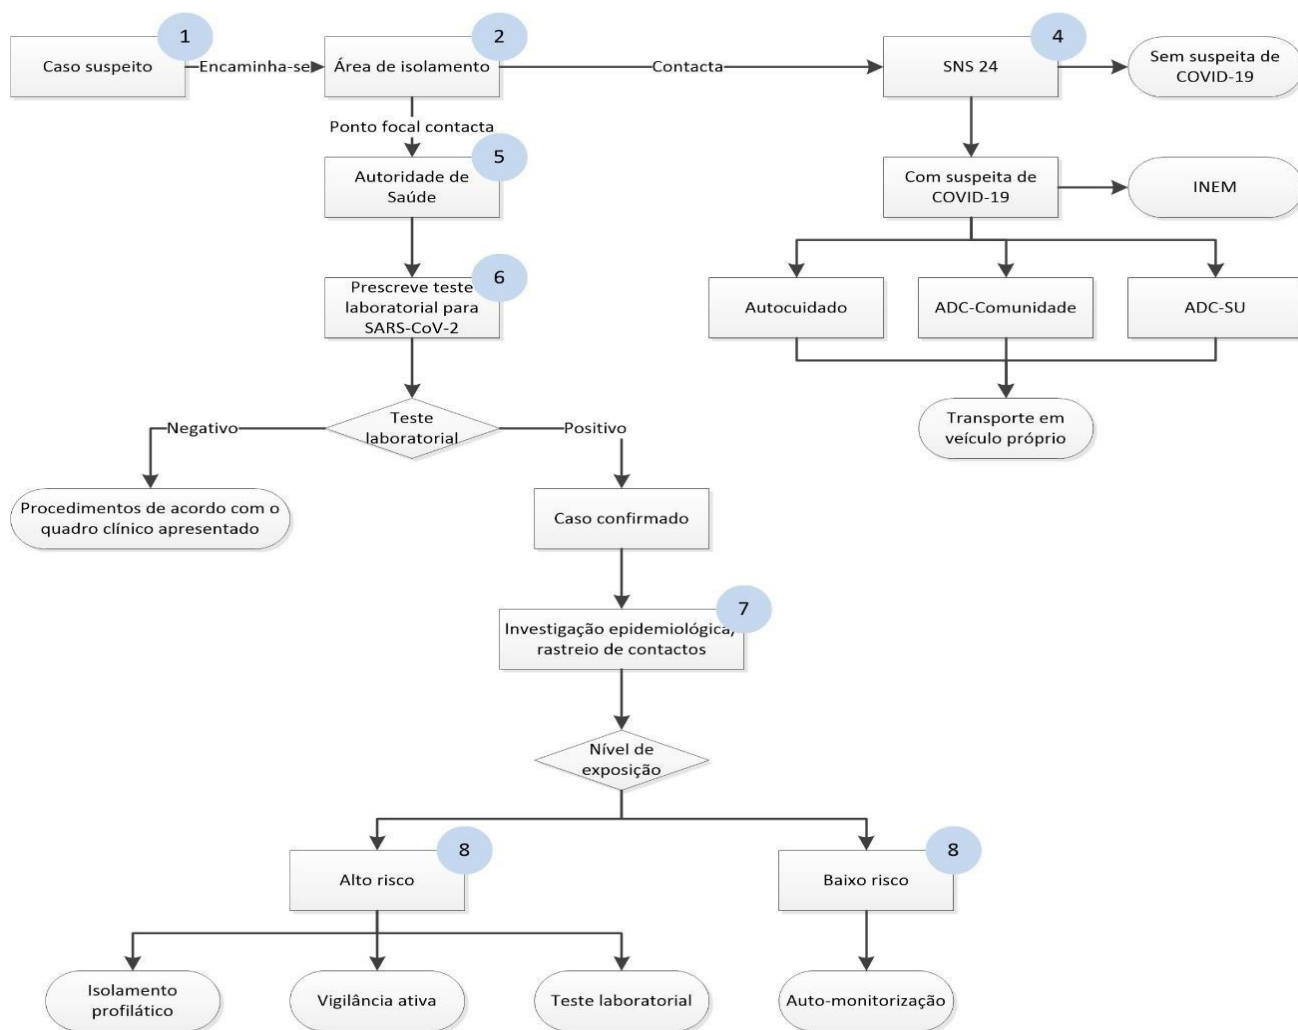 1
Caso suspeito
Encaminha-se
2
Área de isolamento
Contacta
4
SNS 24
Sem suspeita de
COVID-19
Ponto focal contacta
5
Autoridade de
Saúde
Com suspeita de
COVID-19
INEM
6
Prescreve teste
laboratorial para
SARS-CoV-2
Autocuidado
ADC-Comunidade
ADC-SU
Teste
laboratorial
Negativo
Positivo
Transporte em
veículo próprio
Procedimentos de acordo com o
quadro clínico apresentado
Caso confirmado
7
Investigação epidemiológica,
rastreio de contactos
Nível de
exposição
8
Alto risco
8
Baixo risco
Isolamento
profilático
Vigilância ativa
Teste laboratorial
Auto-monitorização